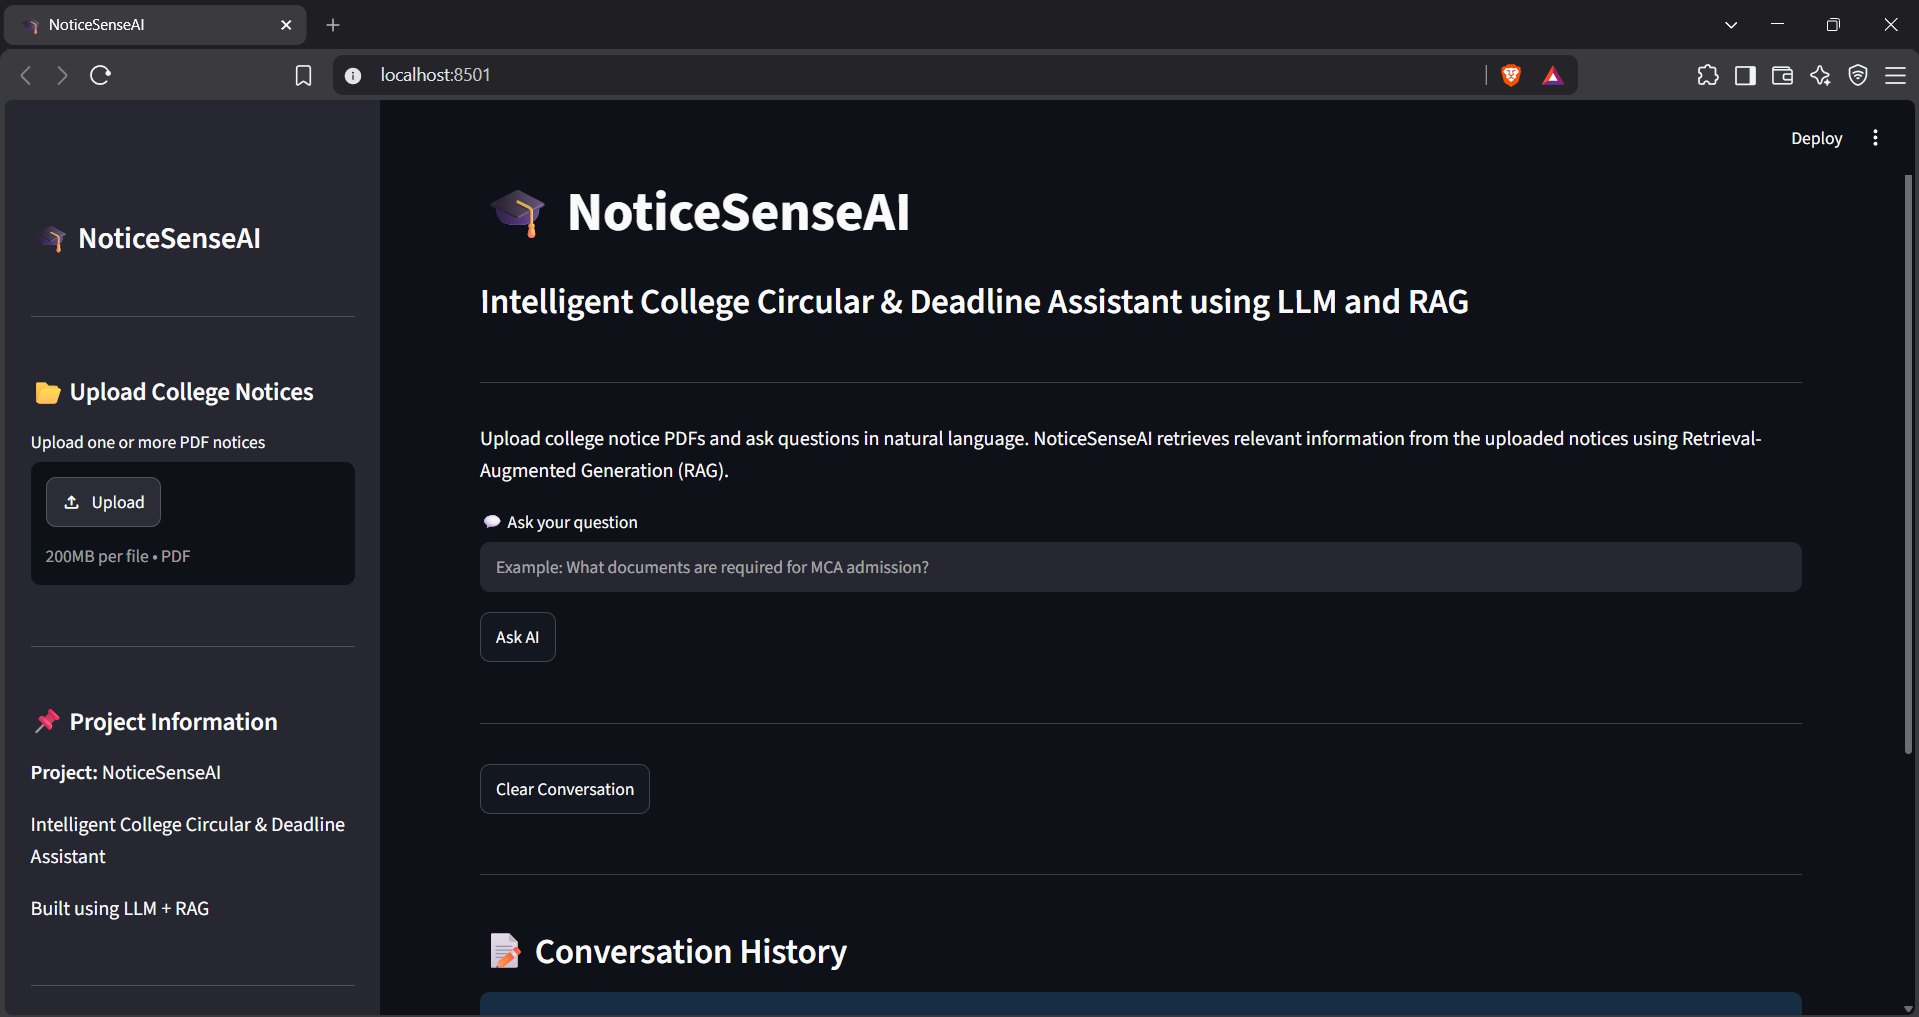 NoticeSenseAI
localhost:8501
Deploy
NoticeSenseAI
Upload College Notices
Upload one or more PDF notices
Upload
200MB per file • PDF
Project Information
Project: NoticeSenseAI
Intelligent College Circular & Deadline
Assistant
Built using LLM + RAG
NoticeSenseAI
Intelligent College Circular & Deadline Assistant using LLM and RAG
Upload college notice PDFs and ask questions in natural language. NoticeSenseAI retrieves relevant information from the uploaded notices using Retrieval-
Augmented Generation (RAG).
Ask your question
Example: What documents are required for MCA admission?
Ask AI
Clear Conversation
Conversation History